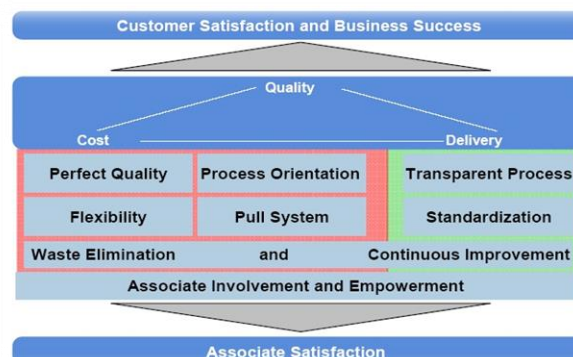 Customer Satisfaction and Business Success
Quality
Cost Delivery
Perfect Quality Process Orientation Transparent Process
Flexibility Pull System Standardization
Waste Elimination and Continuous Improvement
Associate Involvement and Empowerment
Associate Satisfaction